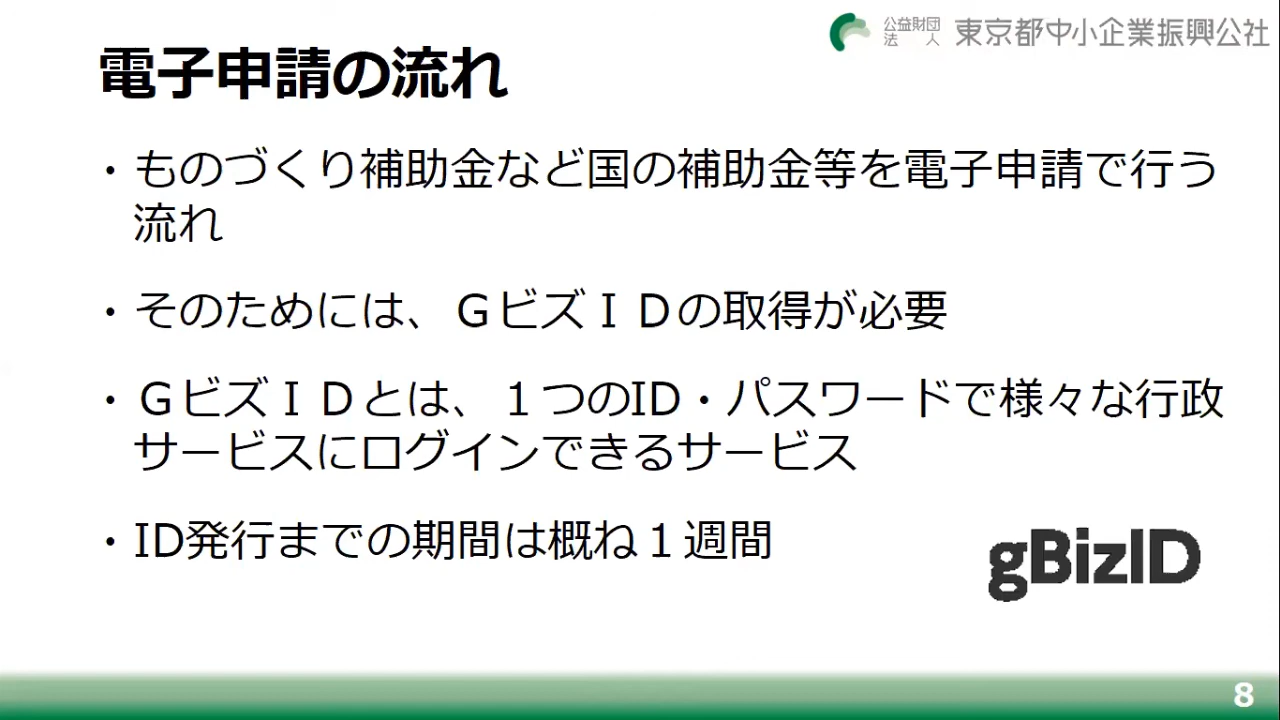 公益財団
法 人 東京都中小企業振興公社
電子申請の流れ
・ものづくり補助金など国の補助金等を電子申請で行う
流れ
・そのためには、GビズIDの取得が必要
・GビズIDとは、1つのID・パスワードで様々な行政
サービスにログインできるサービス
・ID発行までの期間は概ね1週間
gBizID
8